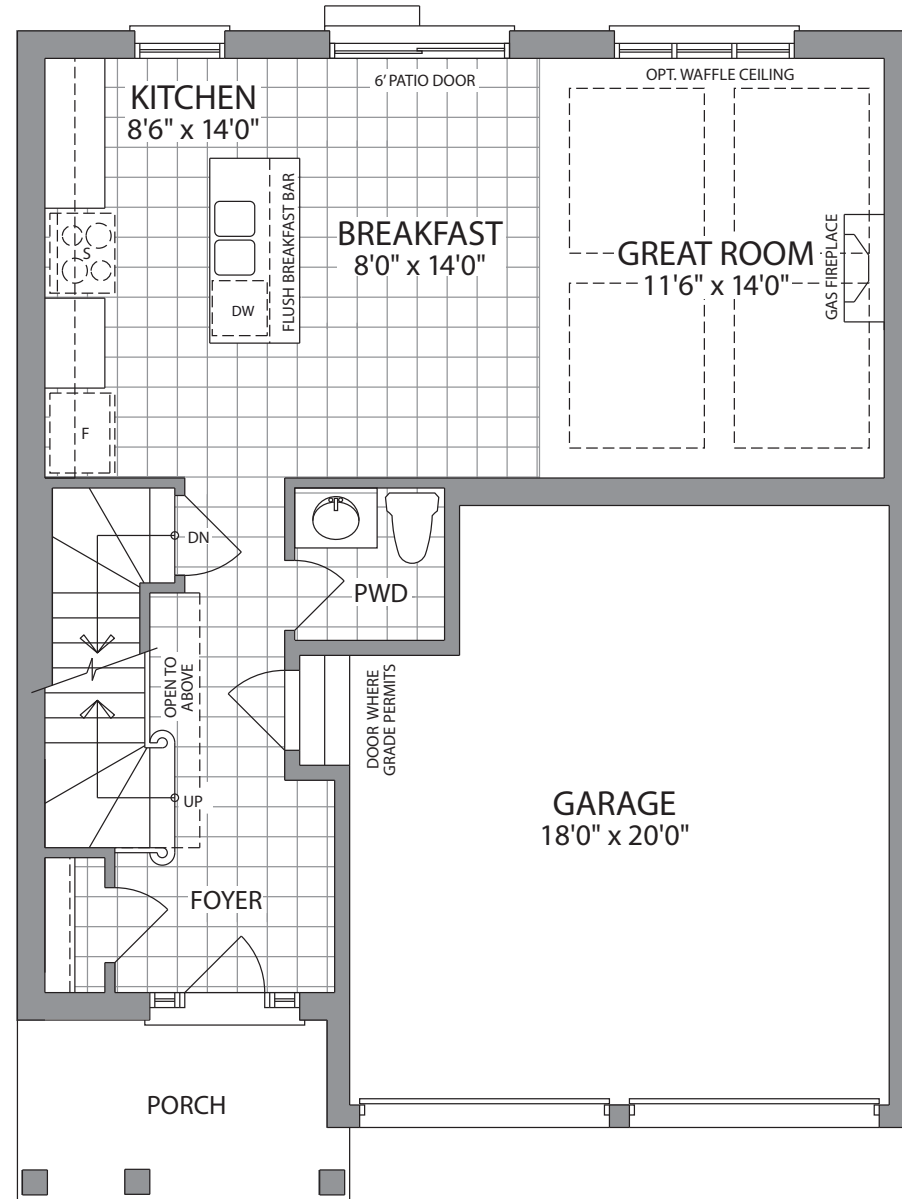 KITCHEN
8'6" x 14'0"
6' PATIO DOOR
OPT. WAFFLE CEILING
S
F
DW
FLUSH BREAKFAST BAR
BREAKFAST
8'0" x 14'0"
GREAT ROOM
11'6" x 14'0"
GAS FIREPLACE
DN
PWD
OPEN TO
ABOVE
DOOR WHERE
GRADE PERMITS
UP
GARAGE
18'0" x 20'0"
FOYER
PORCH